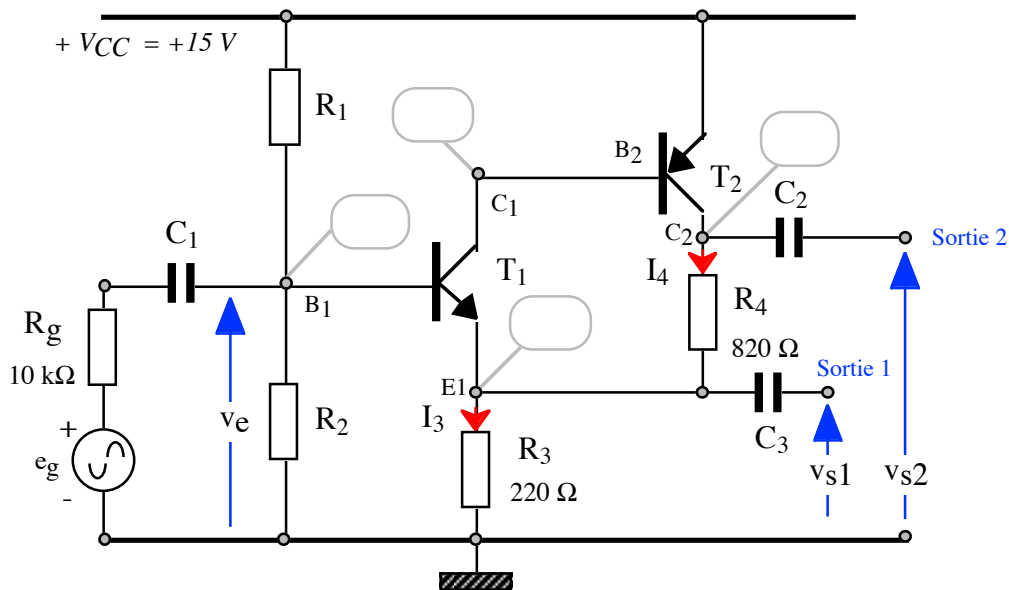 + VCC = +15 V
R1
B2
T2
C1
C2
C1
C2
Sortie 2
T1
I4
B1
R4
Rg
10 kΩ
820 Ω
Sortie 1
E1
I3
+
ve
R2
C3
R3
eg
vs1
vs2
-
220 Ω